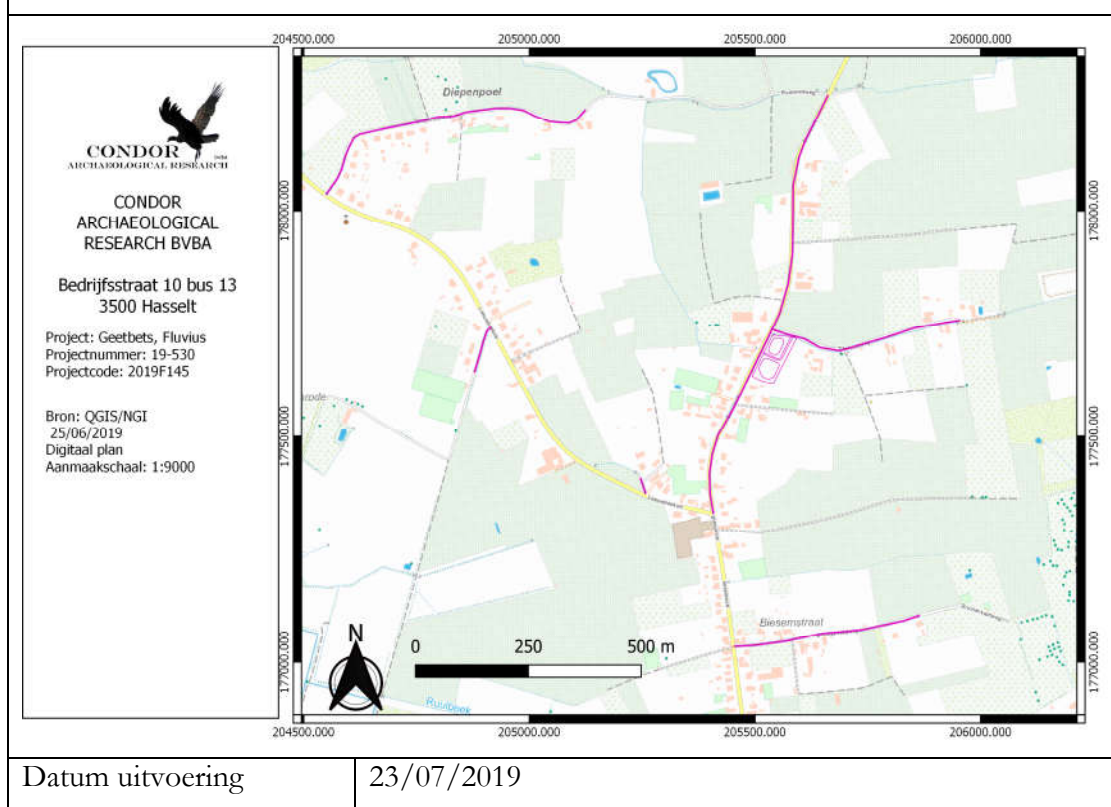 CONDOR
ARCHAEOLOGICAL RESEARCH
CONDOR
ARCHAEOLOGICAL
RESEARCH BVBA
Bedrijfsstraat 10 bus 13
3500 Hasselt
Project: Geetbets, Fluvius
Projectnummer: 19-530
Projectcode: 2019F145
Bron: QGIS/NGI
25/06/2019
Digitaal plan
Aanmaakschaal: 1:9000
204500.000 205000.000 205500.000 206000.000
178000.000 178000.000
177500.000 177500.000
177000.000 177000.000
Diepenpoel
Biesemstraat
N
0 250 500 m
204500.000 205000.000 205500.000 206000.000
Datum uitvoering 23/07/2019